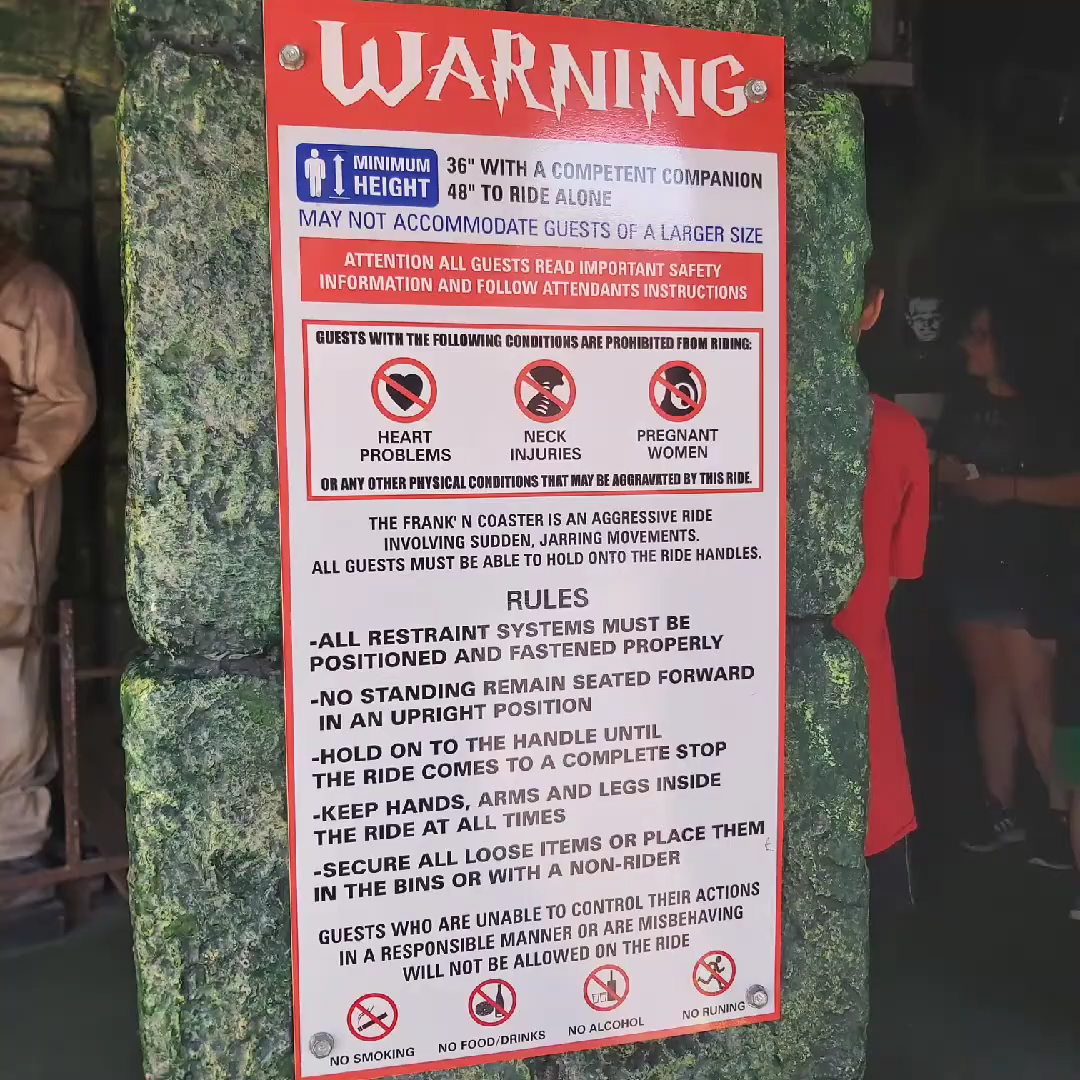 WARNING
MINIMUM
HEIGHT
36" WITH A COMPETENT COMPANION
48" TO RIDE ALONE
MAY NOT ACCOMMODATE GUESTS OF A LARGER SIZE
ATTENTION ALL GUESTS READ IMPORTANT SAFETY
INFORMATION AND FOLLOW ATTENDANTS INSTRUCTIONS
GUESTS WITH THE FOLLOWING CONDITIONS ARE PROHIBITED FROM RIDING:
HEART
PROBLEMS
NECK
INJURIES
PREGNANT
WOMEN
OR ANY OTHER PHYSICAL CONDITIONS THAT MAY BE AGGRAVATED BY THIS RIDE.
THE FRANK' N COASTER IS AN AGGRESSIVE RIDE
INVOLVING SUDDEN, JARRING MOVEMENTS.
ALL GUESTS MUST BE ABLE TO HOLD ONTO THE RIDE HANDLES.
RULES
-ALL RESTRAINT SYSTEMS MUST BE
POSITIONED AND FASTENED PROPERLY
-NO STANDING REMAIN SEATED FORWARD
IN AN UPRIGHT POSITION
-HOLD ON TO THE HANDLE UNTIL
THE RIDE COMES TO A COMPLETE STOP
-KEEP HANDS, ARMS AND LEGS INSIDE
THE RIDE AT ALL TIMES
-SECURE ALL LOOSE ITEMS OR PLACE THEM
IN THE BINS OR WITH A NON-RIDER
GUESTS WHO ARE UNABLE TO CONTROL THEIR ACTIONS
IN A RESPONSIBLE MANNER OR ARE MISBEHAVING
WILL NOT BE ALLOWED ON THE RIDE
NO SMOKING
NO FOOD/DRINKS
NO ALCOHOL
NO RUNING